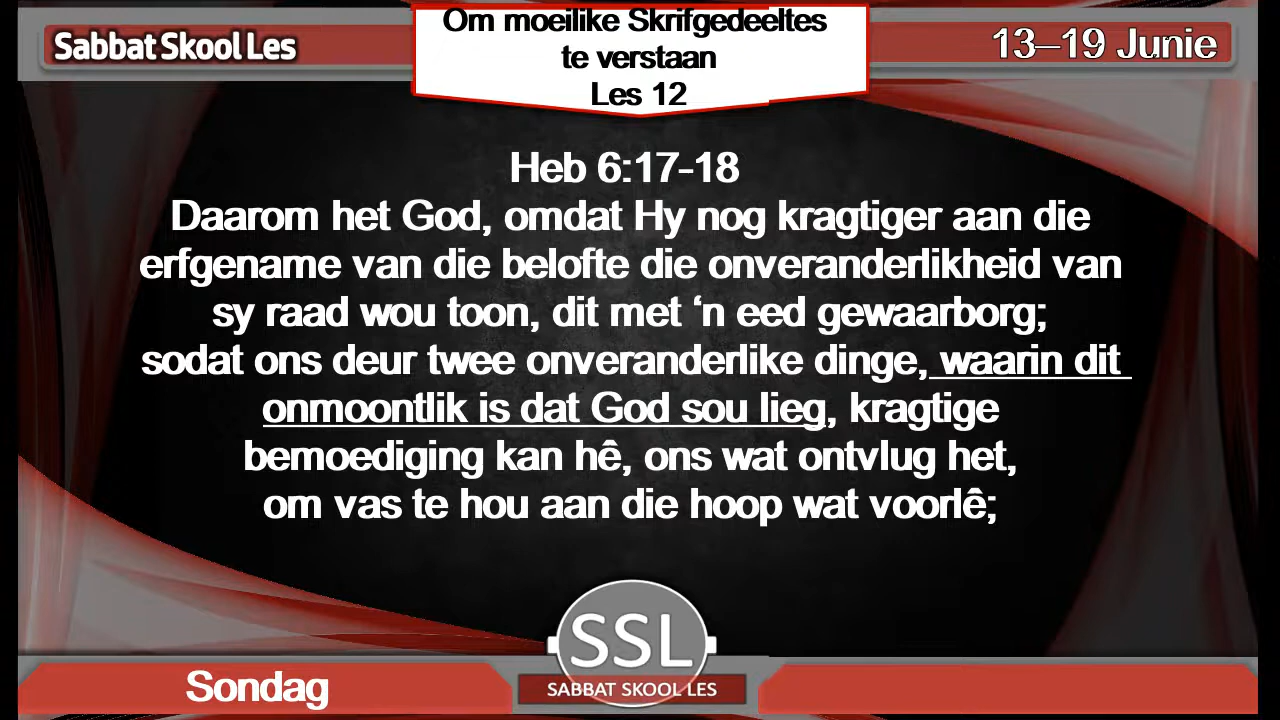 Sabbat Skool Les
Om moeilike Skrifgedeeltes
te verstaan
Les 12
13–19 Junie
Heb 6:17-18
Daarom het God, omdat Hy nog kragtiger aan die
erfgename van die belofte die onveranderlikheid van
sy raad wou toon, dit met ‘n eed gewaarborg;
sodat ons deur twee onveranderlike dinge, waarin dit
onmoontlik is dat God sou lieg, kragtige
bemoediging kan hê, ons wat ontvlug het,
om vas te hou aan die hoop wat voorlê;
SSL
SABBAT SKOOL LES
Sondag